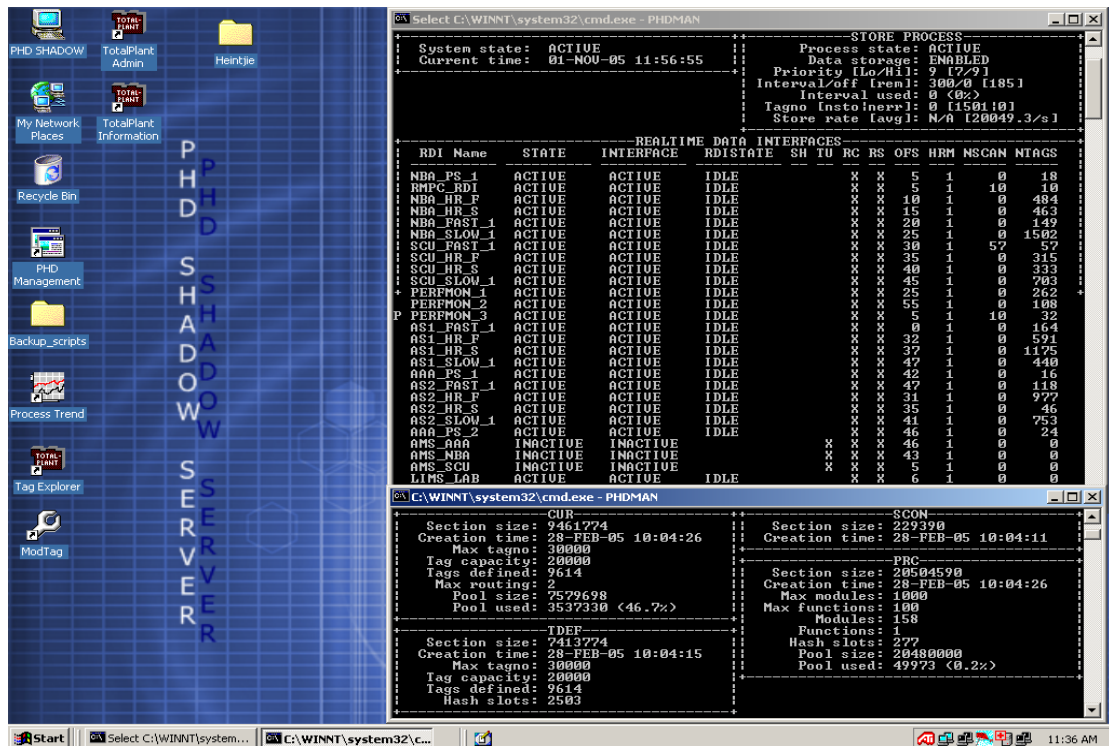 PHD SHADOW
TOTAL-PLANT
TotalPlant Admin
Heintjie
My Network Places
TOTAL-PLANT
TotalPlant Information
Recycle Bin
PHD Management
Backup_scripts
Process Trend
TOTAL-PLANT
Tag Explorer
ModTag
PHD SHADOW SERVER
PHD SHADOW SERVER
Select C:\WINNT\system32\cmd.exe - PHDMAN
System state: ACTIVE
Current time: 01-NOV-05 11:56:55
STORE PROCESS
Process state: ACTIVE
Data storage: ENABLED
Priority [Lo/Hi]: 9 [7/9]
Interval/off [rem]: 300/0 [185]
Interval used: 0 (0%)
Tagno [nsto|nerr]: 0 [1501|0]
Store rate [avg]: N/A [20049.3/s]
REALTIME DATA INTERFACES
RDI Name STATE INTERFACE RDISTATE SH TU RC RS OFS HRM NSCAN NTAGS
NBA_PS_1 ACTIVE ACTIVE IDLE X X 5 1 0 18
RMPC_RDI ACTIVE ACTIVE IDLE X X 5 1 10 10
NBA_HR_F ACTIVE ACTIVE IDLE X X 10 1 0 484
NBA_HR_S ACTIVE ACTIVE IDLE X X 15 1 0 463
NBA_FAST_1 ACTIVE ACTIVE IDLE X X 20 1 0 149
NBA_SLOW_1 ACTIVE ACTIVE IDLE X X 25 1 0 1502
SCU_FAST_1 ACTIVE ACTIVE IDLE X X 30 1 57 57
SCU_HR_F ACTIVE ACTIVE IDLE X X 35 1 0 315
SCU_HR_S ACTIVE ACTIVE IDLE X X 40 1 0 333
SCU_SLOW_1 ACTIVE ACTIVE IDLE X X 45 1 0 703
+ PERFMON_1 ACTIVE ACTIVE IDLE X X 25 1 0 262 +
PERFMON_2 ACTIVE ACTIVE IDLE X X 55 1 0 108
P PERFMON_3 ACTIVE ACTIVE IDLE X X 5 1 10 32
AS1_FAST_1 ACTIVE ACTIVE IDLE X X 0 1 0 164
AS1_HR_F ACTIVE ACTIVE IDLE X X 32 1 0 591
AS1_HR_S ACTIVE ACTIVE IDLE X X 37 1 0 1175
AS1_SLOW_1 ACTIVE ACTIVE IDLE X X 47 1 0 440
AAA_PS_1 ACTIVE ACTIVE IDLE X X 42 1 0 16
AS2_FAST_1 ACTIVE ACTIVE IDLE X X 47 1 0 118
AS2_HR_F ACTIVE ACTIVE IDLE X X 31 1 0 977
AS2_HR_S ACTIVE ACTIVE IDLE X X 35 1 0 46
AS2_SLOW_1 ACTIVE ACTIVE IDLE X X 41 1 0 753
AAA_PS_2 ACTIVE ACTIVE IDLE X X 46 1 0 24
AMS_AAA INACTIVE INACTIVE X X X 46 1 0 0
AMS_NBA INACTIVE INACTIVE X X X 43 1 0 0
AMS_SCU INACTIVE INACTIVE X X X 5 1 0 0
LIMS_LAB ACTIVE ACTIVE IDLE X X 6 1 0 0
C:\WINNT\system32\cmd.exe - PHDMAN
CUR
Section size: 9461774
Creation time: 28-FEB-05 10:04:26
Max tagno: 30000
Tag capacity: 20000
Tags defined: 9614
Max routing: 2
Pool size: 7579698
Pool used: 3537330 (46.7%)
TDEF
Section size: 7413774
Creation time: 28-FEB-05 10:04:15
Max tagno: 30000
Tag capacity: 20000
Tags defined: 9614
Hash slots: 2503
SCON
Section size: 229390
Creation time: 28-FEB-05 10:04:11
PRC
Section size: 20504590
Creation time: 28-FEB-05 10:04:26
Max modules: 1000
Max functions: 100
Modules: 158
Functions: 1
Hash slots: 277
Pool size: 20480000
Pool used: 49973 (0.2%)
Start
Select C:\WINNT\system...
C:\WINNT\system32\c...
11:36 AM